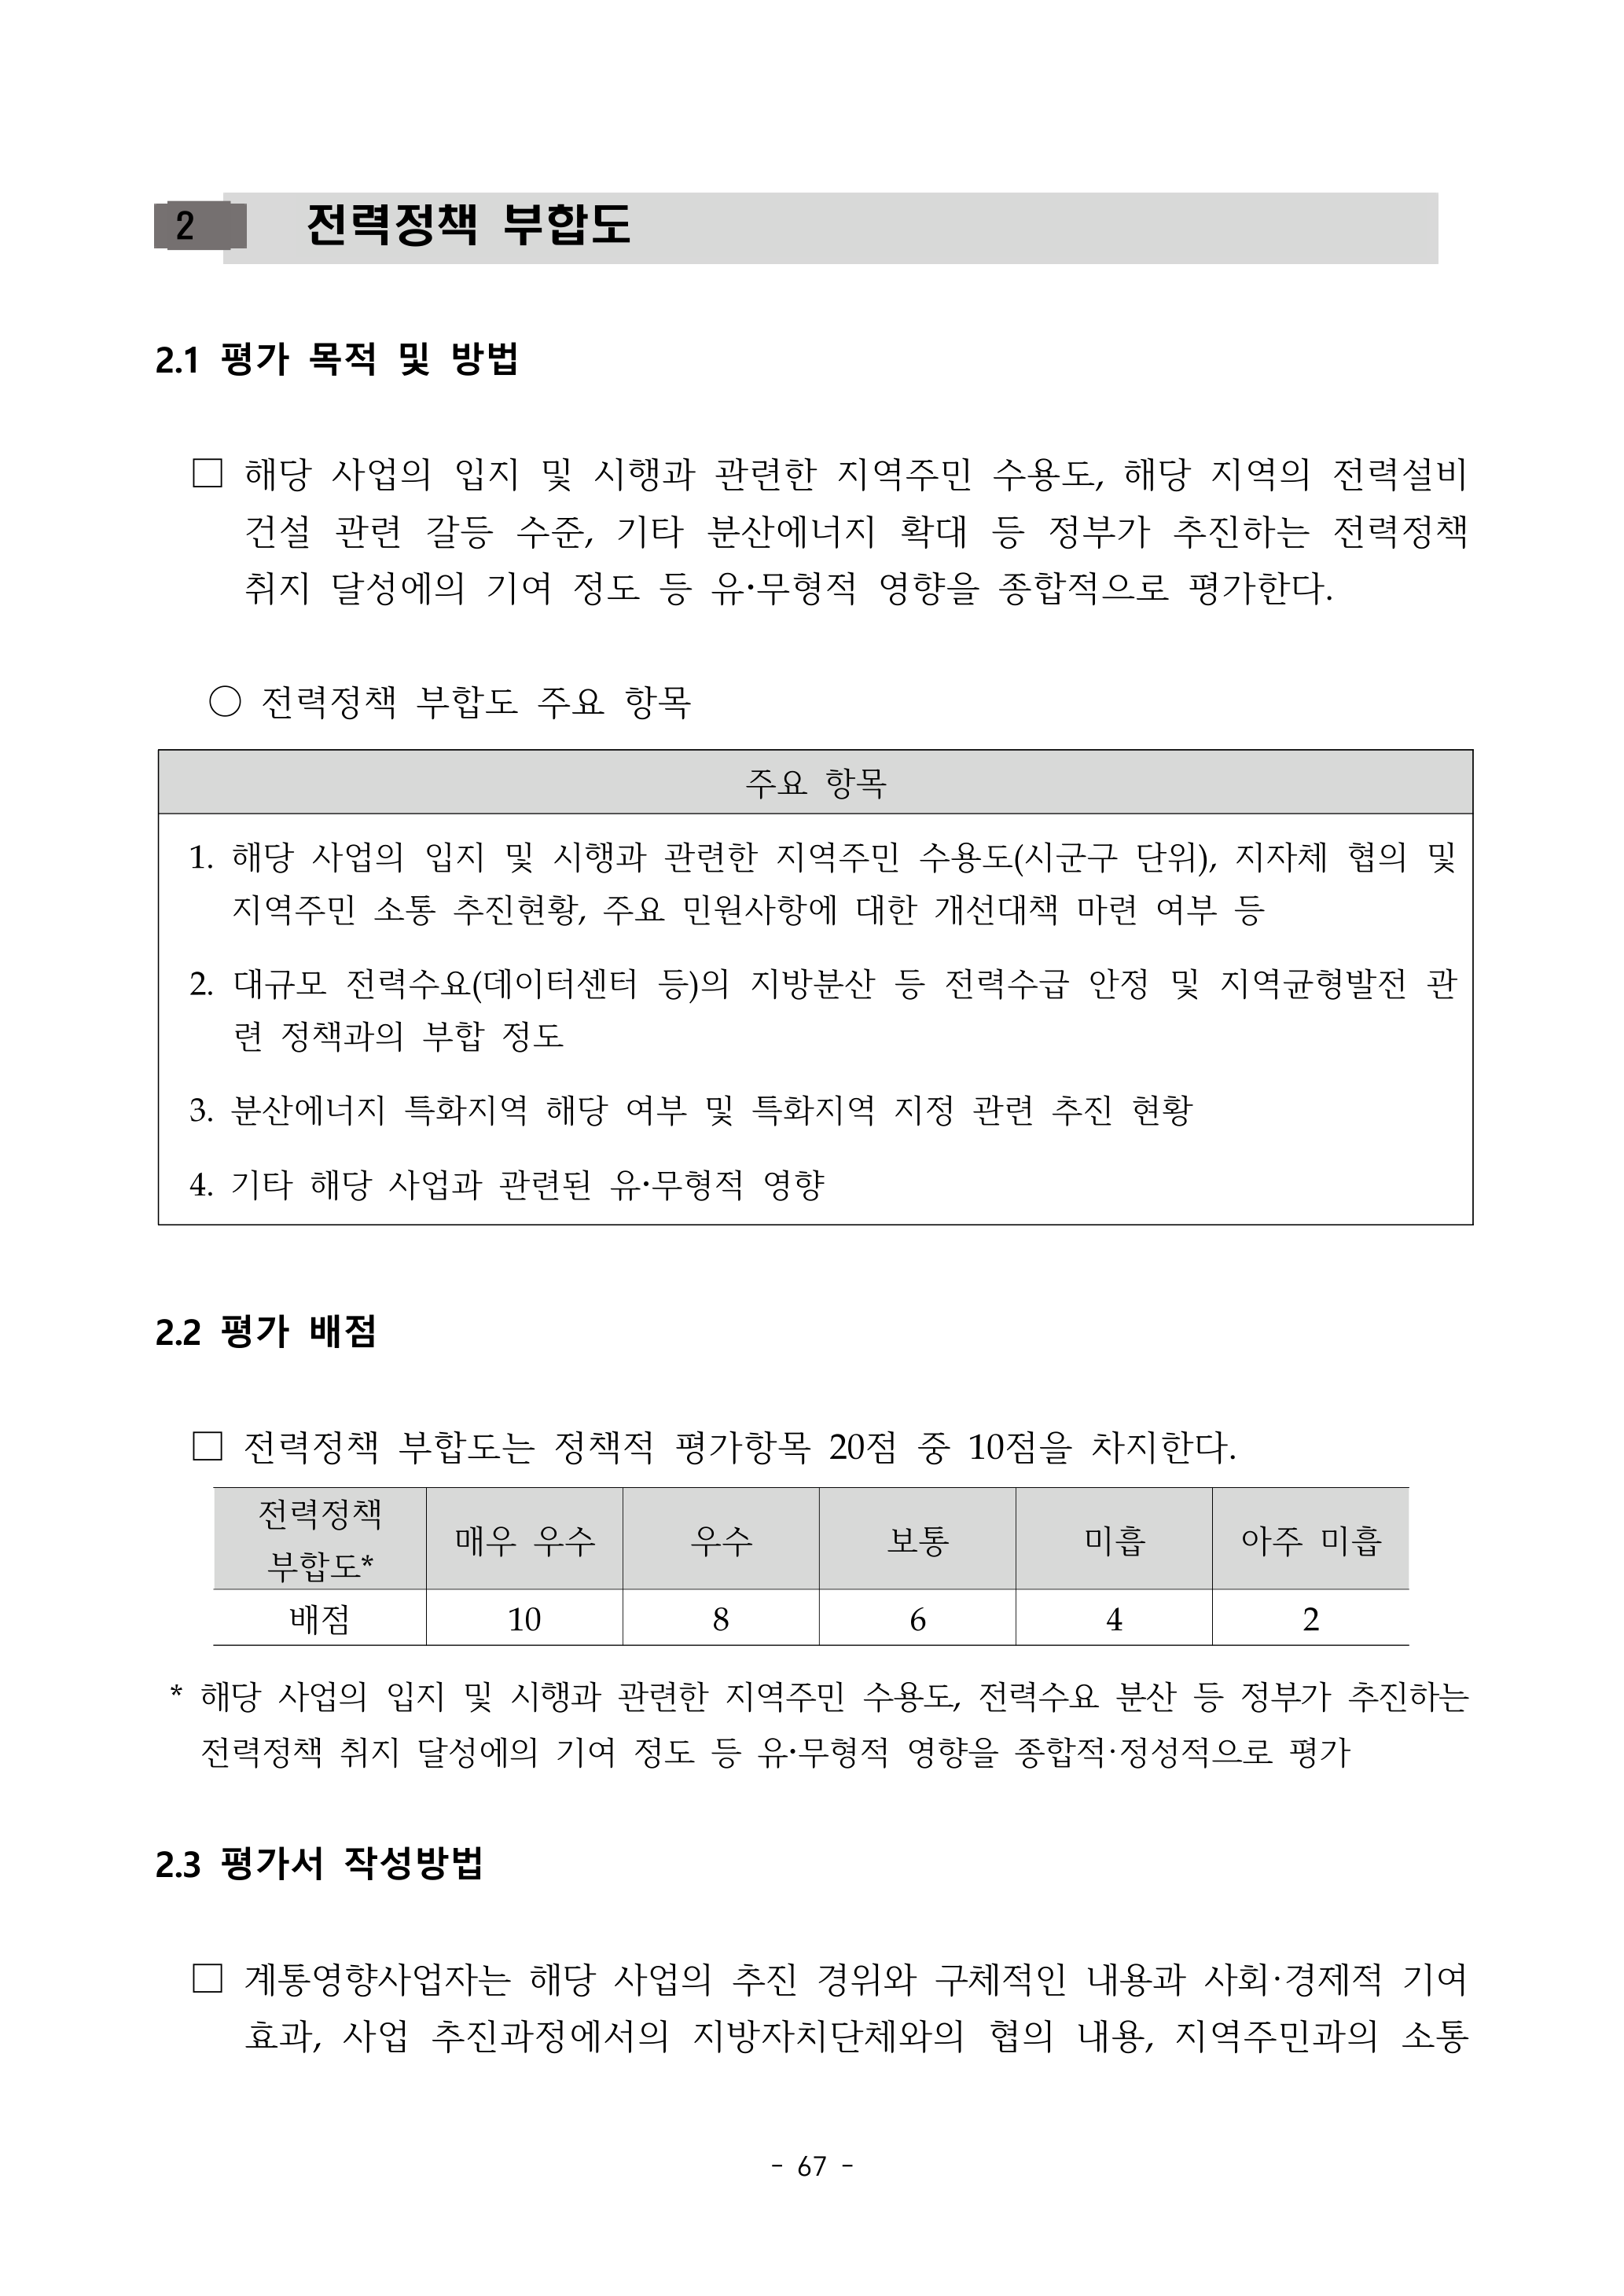 2 전력정책 부합도
2.1 평가 목적 및 방법
□ 해당 사업의 입지 및 시행과 관련한 지역주민 수용도, 해당 지역의 전력설비
건설 관련 갈등 수준, 기타 분산에너지 확대 등 정부가 추진하는 전력정책
취지 달성에의 기여 정도 등 유·무형적 영향을 종합적으로 평가한다.
○ 전력정책 부합도 주요 항목
주요 항목
1. 해당 사업의 입지 및 시행과 관련한 지역주민 수용도(시군구 단위), 지자체 협의 및
지역주민 소통 추진현황, 주요 민원사항에 대한 개선대책 마련 여부 등
2. 대규모 전력수요(데이터센터 등)의 지방분산 등 전력수급 안정 및 지역균형발전 관
련 정책과의 부합 정도
3. 분산에너지 특화지역 해당 여부 및 특화지역 지정 관련 추진 현황
4. 기타 해당 사업과 관련된 유·무형적 영향
2.2 평가 배점
□ 전력정책 부합도는 정책적 평가항목 20점 중 10점을 차지한다.
전력정책
부합도* 매우 우수 우수 보통 미흡 아주 미흡
배점 10 8 6 4 2
* 해당 사업의 입지 및 시행과 관련한 지역주민 수용도, 전력수요 분산 등 정부가 추진하는
전력정책 취지 달성에의 기여 정도 등 유·무형적 영향을 종합적·정성적으로 평가
2.3 평가서 작성방법
□ 계통영향사업자는 해당 사업의 추진 경위와 구체적인 내용과 사회·경제적 기여
효과, 사업 추진과정에서의 지방자치단체와의 협의 내용, 지역주민과의 소통
- 67 -